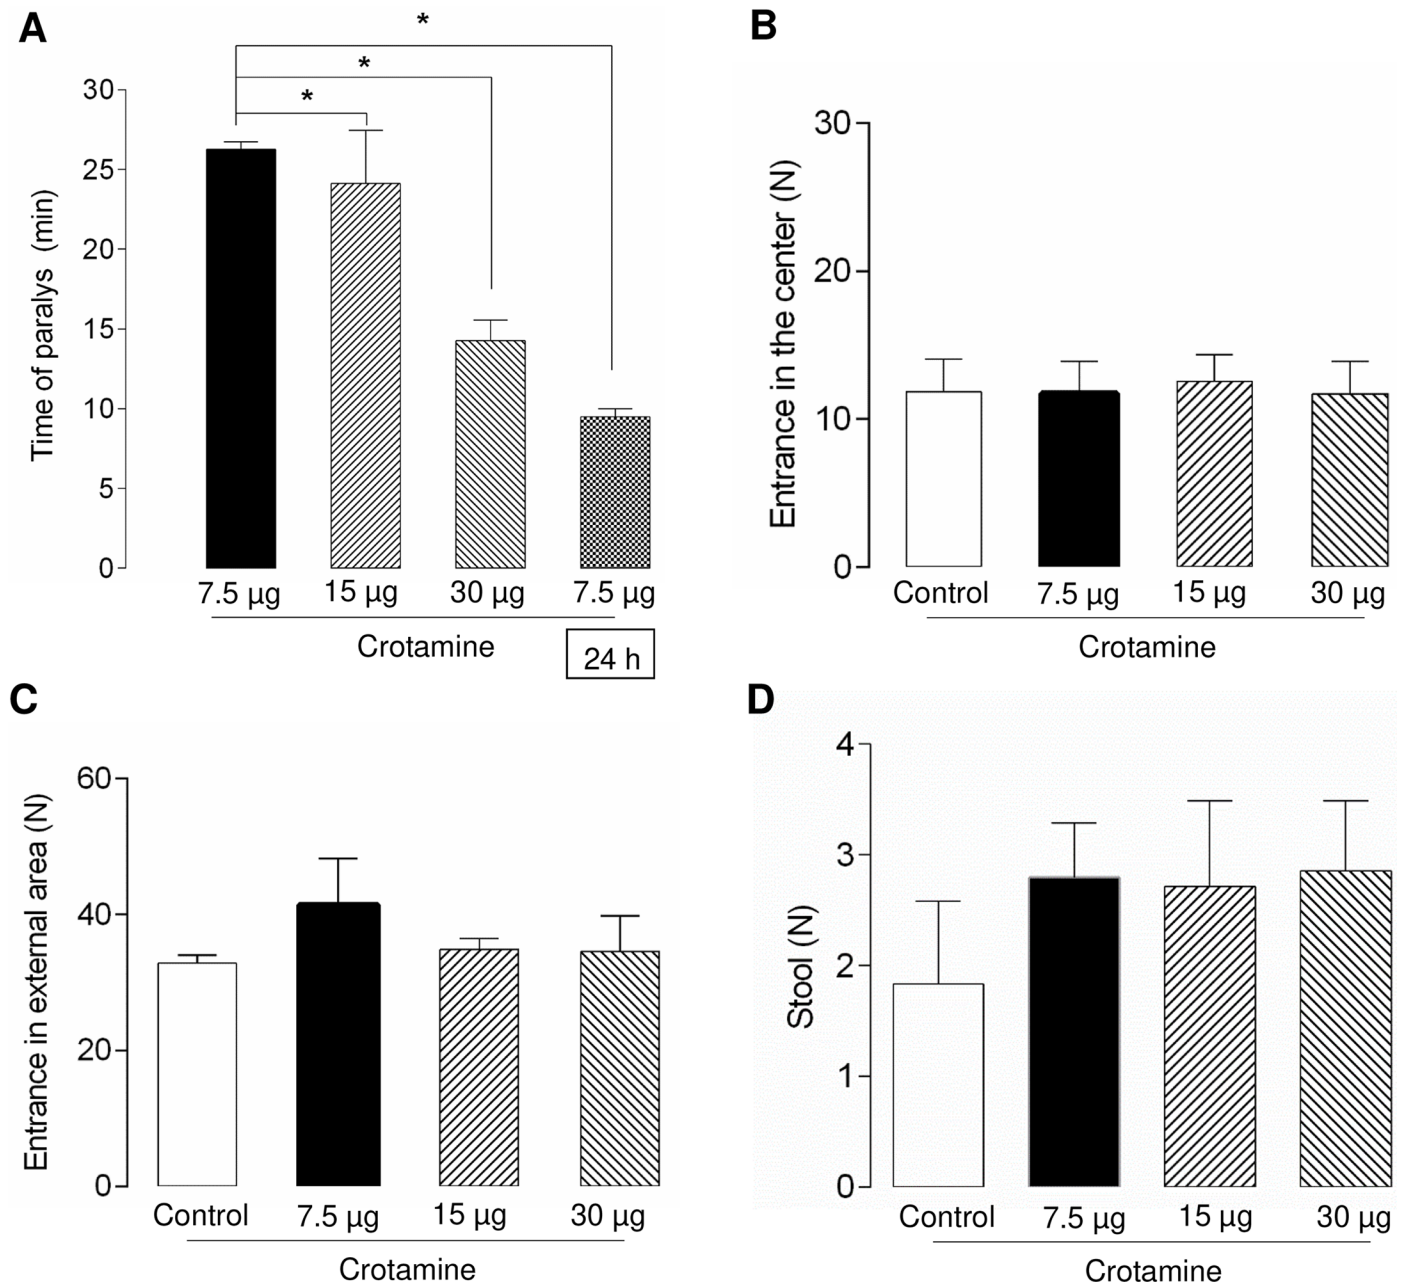 A
*
*
*
30
25
20
15
10
5
0
Time of paralys (min)
7.5 µg 15 µg 30 µg 7.5 µg
Crotamine
24 h
B
30
20
10
0
Entrance in the center (N)
Control 7.5 µg 15 µg 30 µg
Crotamine
C
60
40
20
0
Entrance in external area (N)
Control 7.5 µg 15 µg 30 µg
Crotamine
D
4
3
2
1
0
Stool (N)
Control 7.5 µg 15 µg 30 µg
Crotamine